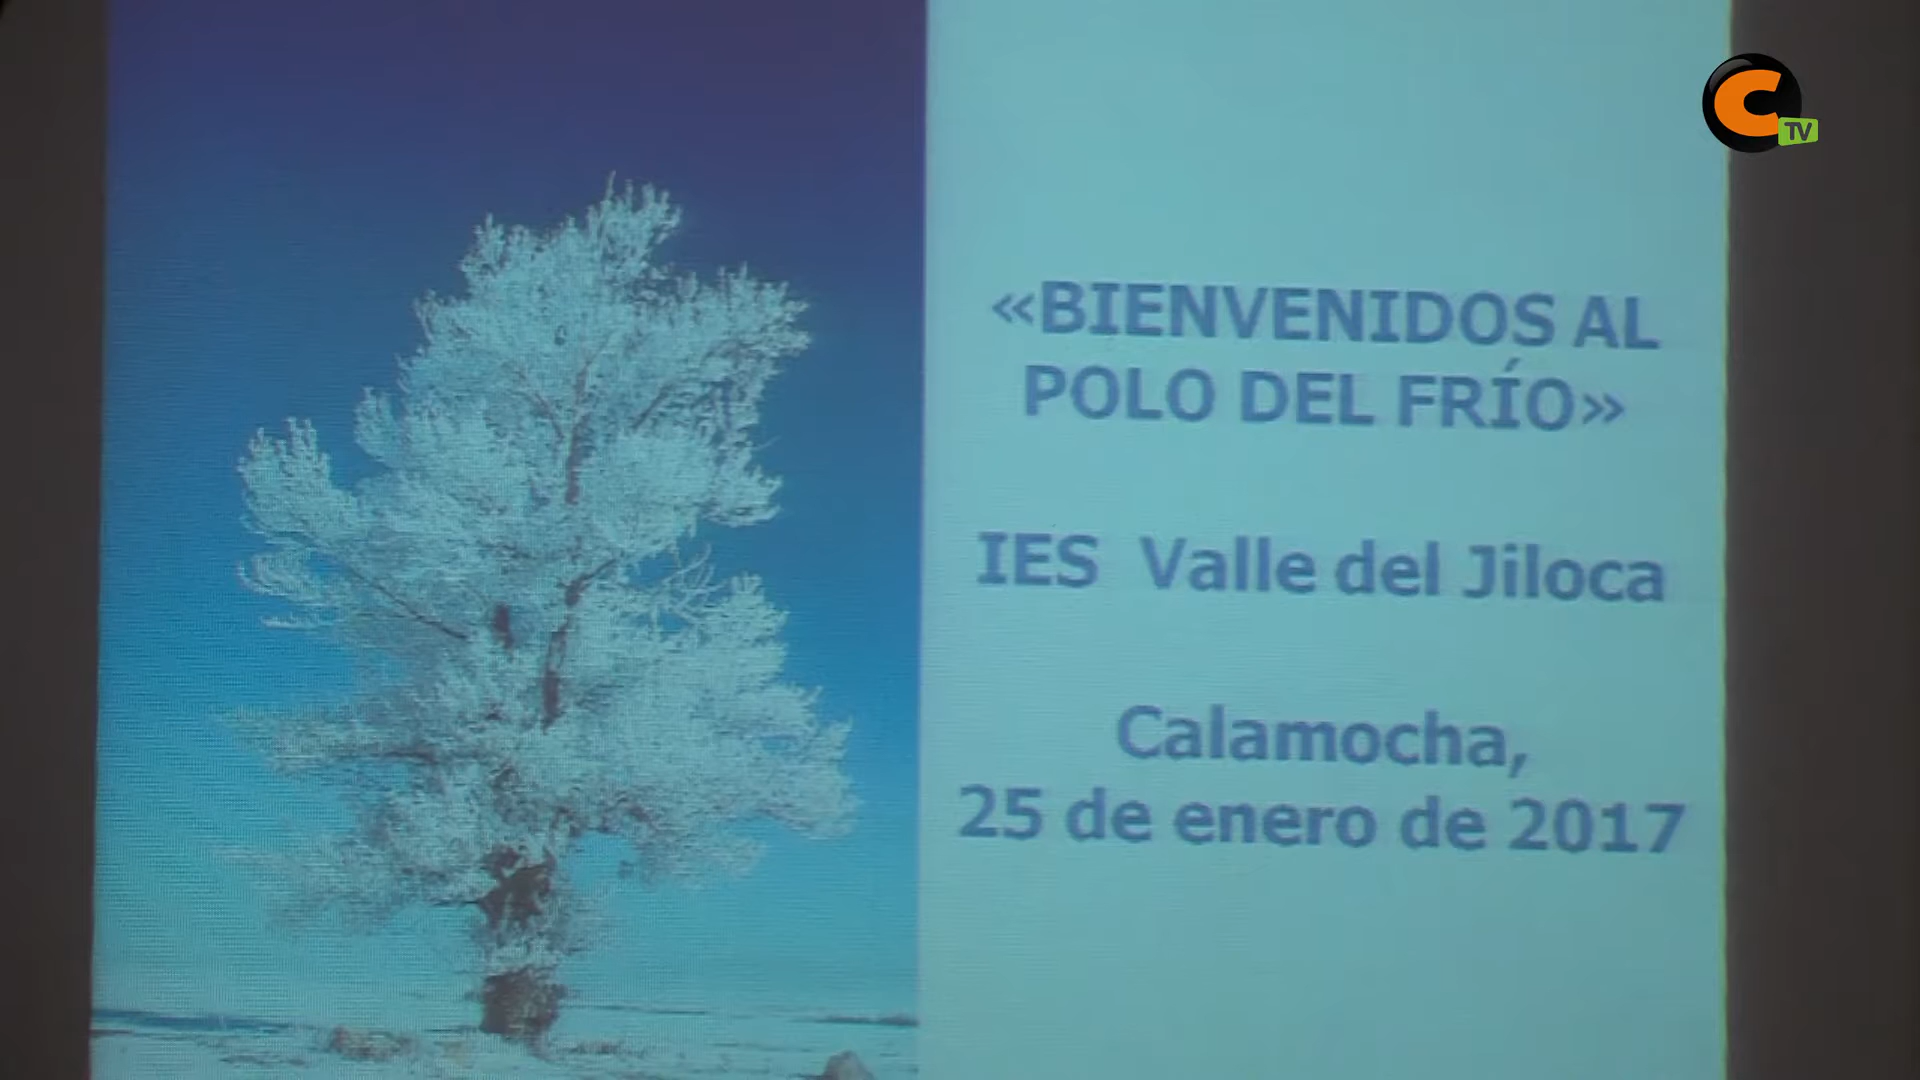 «BIENVENIDOS AL
POLO DEL FRÍO»
IES Valle del Jiloca
Calamocha,
25 de enero de 2017
C TV